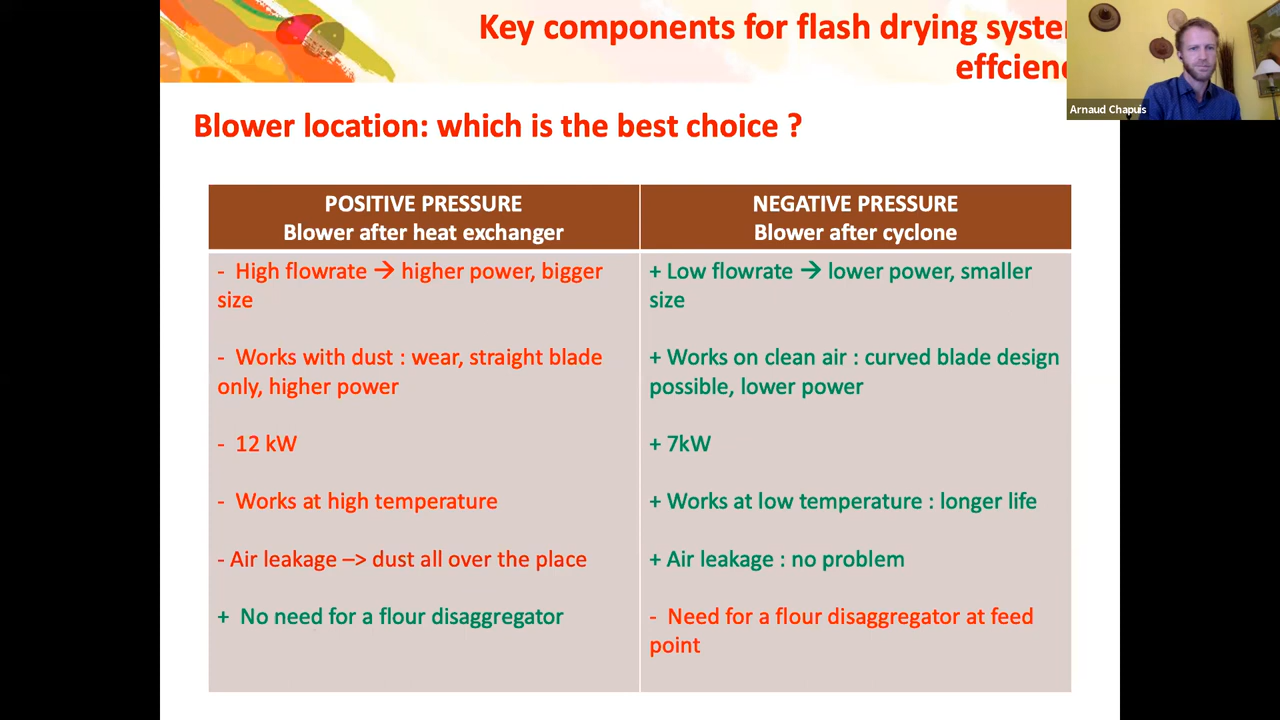 Key components for flash drying syste
effcien
Arnaud Chapuis
Blower location: which is the best choice ?
POSITIVE PRESSURE
Blower after heat exchanger
- High flowrate → higher power, bigger
size
- Works with dust : wear, straight blade
only, higher power
- 12 kW
- Works at high temperature
- Air leakage –> dust all over the place
+ No need for a flour disaggregator
NEGATIVE PRESSURE
Blower after cyclone
+ Low flowrate → lower power, smaller
size
+ Works on clean air : curved blade design
possible, lower power
+ 7kW
+ Works at low temperature : longer life
+ Air leakage : no problem
- Need for a flour disaggregator at feed
point